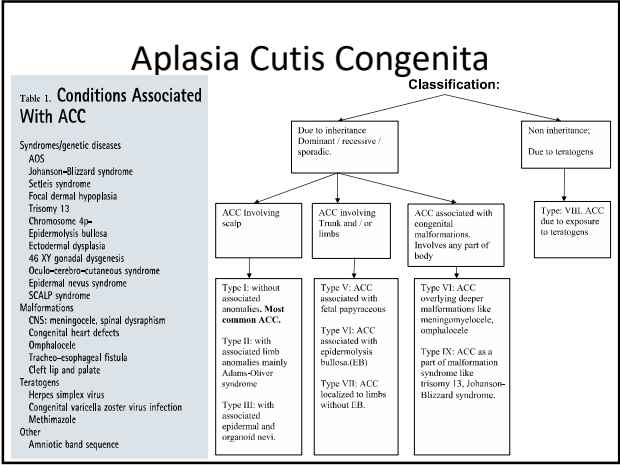 Aplasia Cutis Congenita
Table 1. Conditions Associated
With ACC
Syndromes/genetic diseases
AOS
Johanson-Blizzard syndrome
Setleis syndrome
Focal dermal hypoplasia
Trisomy 13
Chromosome 4p-
Epidermolysis bullosa
Ectodermal dysplasia
46 XY gonadal dysgenesis
Oculo-cerebro-cutaneous syndrome
Epidermal nevus syndrome
SCALP syndrome
Malformations
CNS: meningocele, spinal dysraphism
Congenital heart defects
Omphalocele
Tracheo-esophageal fistula
Cleft lip and palate
Teratogens
Herpes simplex virus
Congenital varicella zoster virus infection
Methimazole
Other
Amniotic band sequence
Classification:
Due to inheritance
Dominant / recessive /
sporadic.
Non inheritance;
Due to teratogens
ACC Involving
scalp
ACC involving
Trunk and / or
limbs
ACC associated with
congenital
malformations.
Involves any part of
body
Type: VIII. ACC
due to exposure
to teratogens
Type I: without
associated
anomalies. Most
common ACC.
Type II: with
associated limb
anomalies mainly
Adams-Oliver
syndrome
Type III: with
associated
epidermal and
organoid nevi.
Type V: ACC
associated with
fetal papyraceous
Type VI: ACC
associated with
epidermolysis
bullosa.(EB)
Type VII: ACC
localized to limbs
without EB.
Type VI: ACC
overlying deeper
malformations like
meningomyelocele,
omphalocele
Type IX: ACC as a
part of malformation
syndrome like
trisomy 13, Johanson-
Blizzard syndrome.